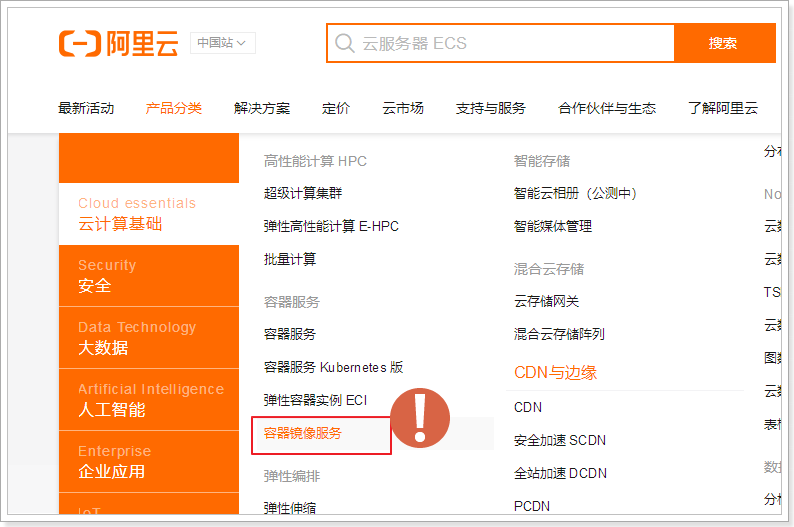 阿里云
中国站
云服务器 ECS
搜索
最新活动
产品分类
解决方案
定价
云市场
支持与服务
合作伙伴与生态
了解阿里云
Cloud essentials
云计算基础
Security
安全
Data Technology
大数据
Artificial Intelligence
人工智能
Enterprise
企业应用
IoT
高性能计算 HPC
超级计算集群
弹性高性能计算 E-HPC
批量计算
容器服务
容器服务
容器服务 Kubernetes 版
弹性容器实例 ECI
容器镜像服务
!
弹性编排
弹性伸缩
智能存储
智能云相册（公测中）
智能媒体管理
混合云存储
云存储网关
混合云存储阵列
CDN与边缘
CDN
安全加速 SCDN
全站加速 DCDN
PCDN
分
No
云
云
TS
云
图
云
表
分